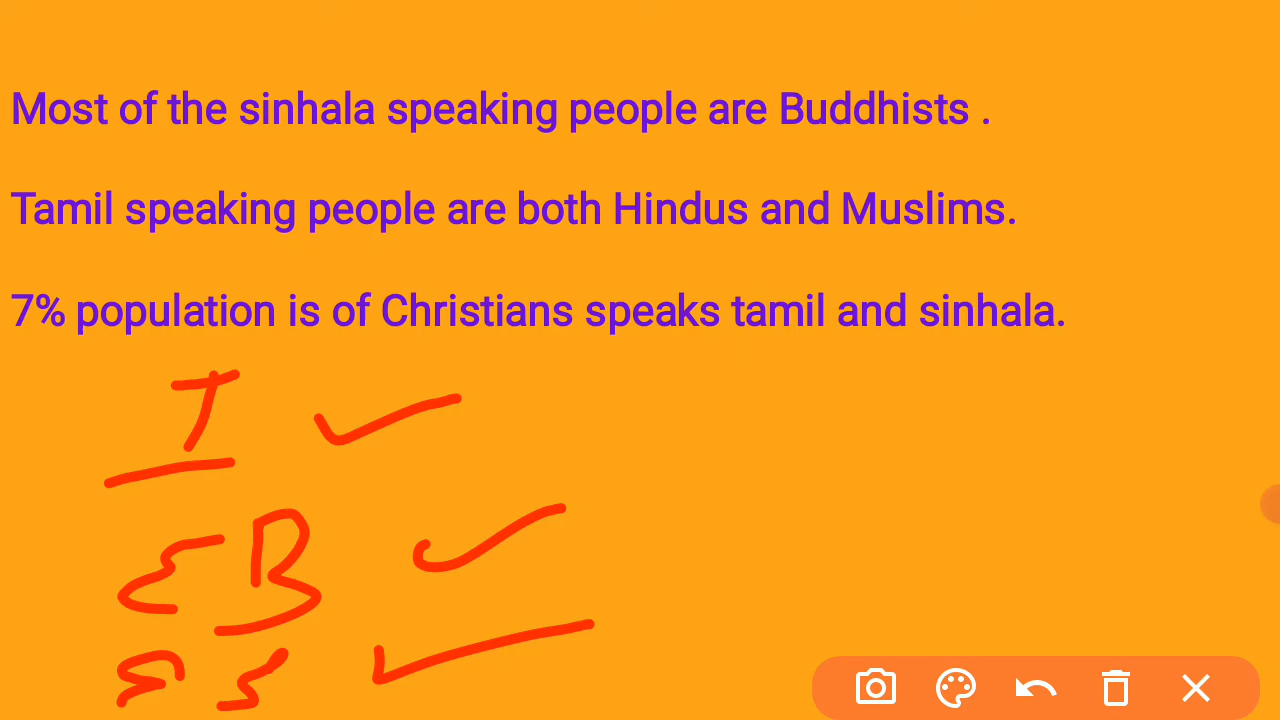 Most of the sinhala speaking people are Buddhists .
Tamil speaking people are both Hindus and Muslims.
7% population is of Christians speaks tamil and sinhala.